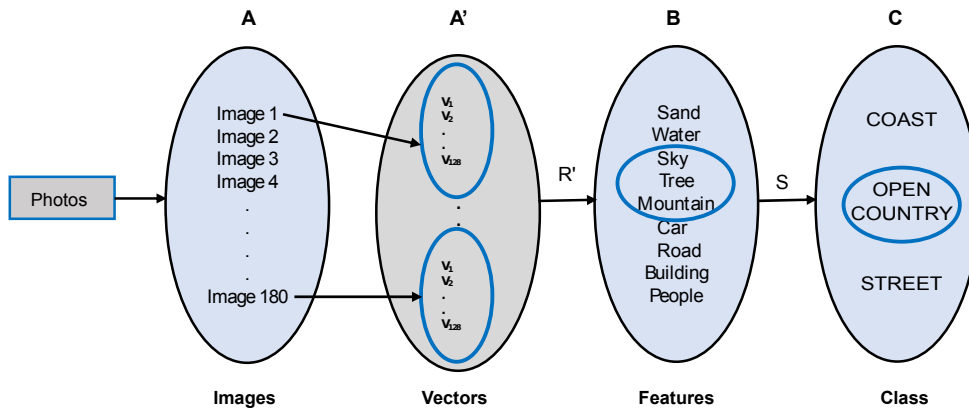 A
A’
B
C
Photos
Image 1
Image 2
Image 3
Image 4
.
.
.
.
Image 180
V1
V2
.
.
V128
.
.
V1
V2
.
.
V128
R'
Sand
Water
Sky
Tree
Mountain
Car
Road
Building
People
S
COAST
OPEN
COUNTRY
STREET
Images
Vectors
Features
Class